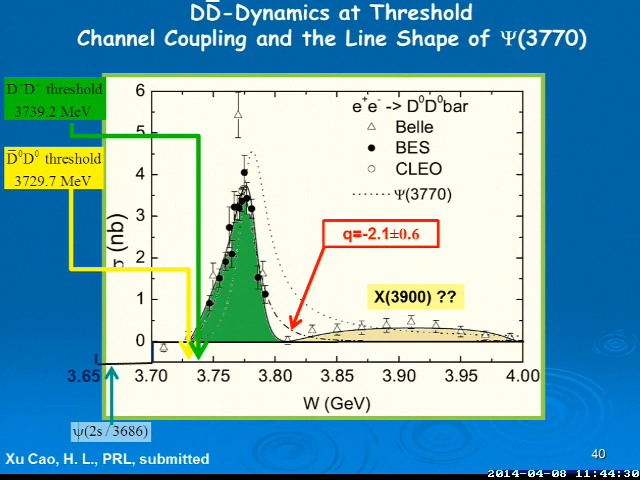 DD̅-Dynamics at Threshold
Channel Coupling and the Line Shape of Ψ(3770)
D⁺D⁻ threshold
3739.2 MeV
D̅⁰D⁰ threshold
3729.7 MeV
e⁺e⁻ -> D⁰D⁰bar
Belle
BES
CLEO
Ψ(3770)
q=-2.1±0.6
X(3900) ??
σ (nb)
6
5
4
3
2
1
0
3.65
3.70
3.75
3.80
3.85
3.90
3.95
4.00
W (GeV)
ψ(2s/3686)
Xu Cao, H. L., PRL, submitted
40
2014-04-08 11:44:30